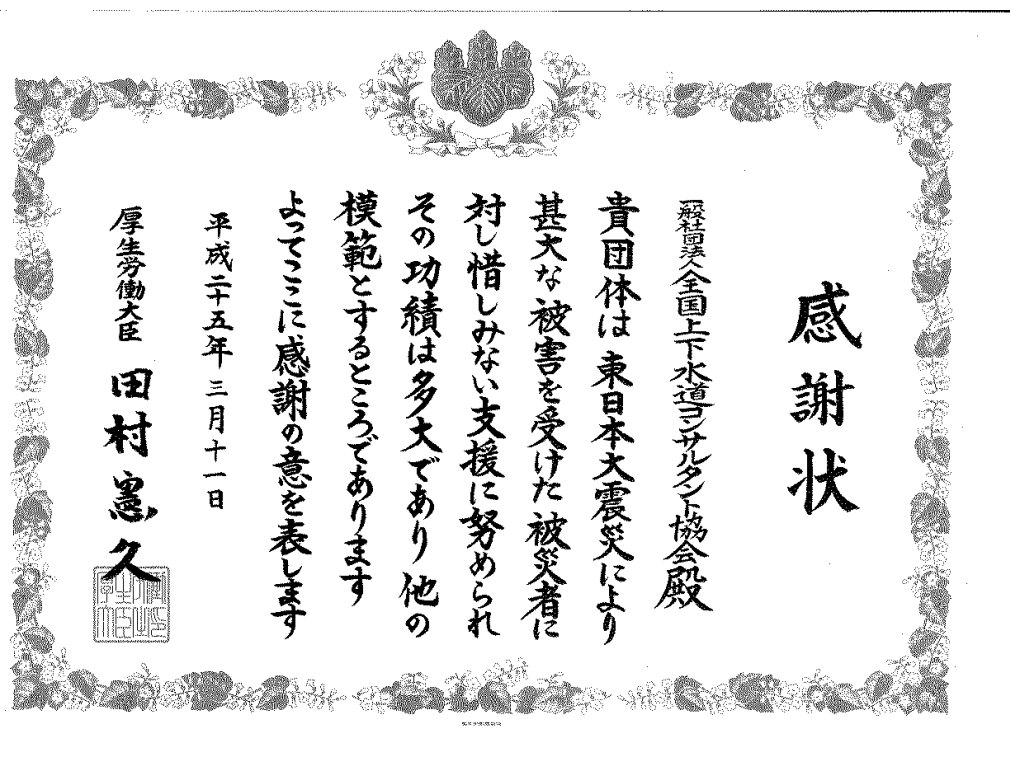 感謝状
一般社団法人全国上下水道コンサルタント協会殿
貴団体は東日本大震災により
甚大な被害を受けた被災者に
対し惜しみない支援に努められ
その功績は多大であり他の
模範とするところであります
よってここに感謝の意を表します
平成二十五年三月十一日
厚生労働大臣 田村憲久